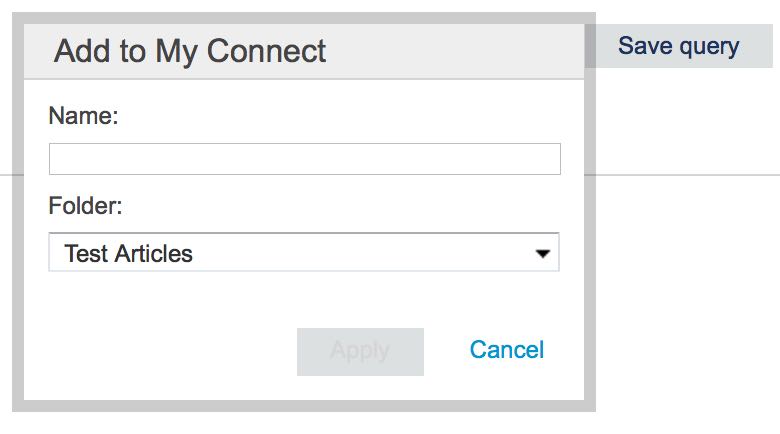 Add to My Connect
Save query
Name:
Folder:
Test Articles
Apply
Cancel